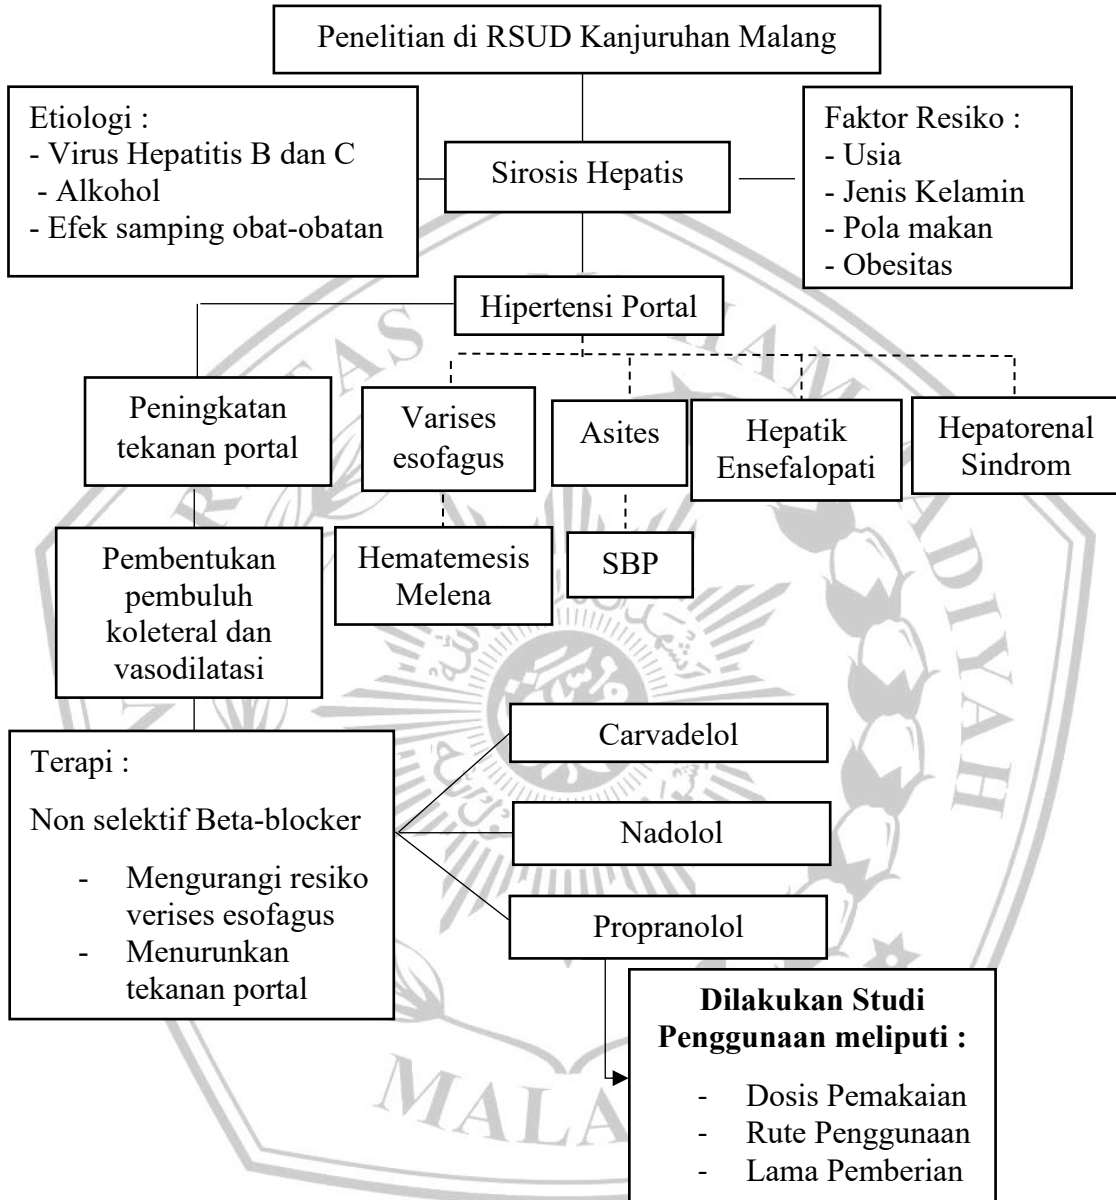 Penelitian di RSUD Kanjuruhan Malang
Etiologi :
- Virus Hepatitis B dan C
- Alkohol
- Efek samping obat-obatan
Sirosis Hepatis
Faktor Resiko :
- Usia
- Jenis Kelamin
- Pola makan
- Obesitas
Hipertensi Portal
Peningkatan
tekanan portal
Varises
esofagus
Asites
Hepatik
Ensefalopati
Hepatorenal
Sindrom
Pembentukan
pembuluh
koleteral dan
vasodilatasi
Hematemesis
Melena
SBP
Terapi :
Non selektif Beta-blocker
- Mengurangi resiko
verises esofagus
- Menurunkan
tekanan portal
Carvadelol
Nadolol
Propranolol
Dilakukan Studi
Penggunaan meliputi :
- Dosis Pemakaian
- Rute Penggunaan
- Lama Pemberian